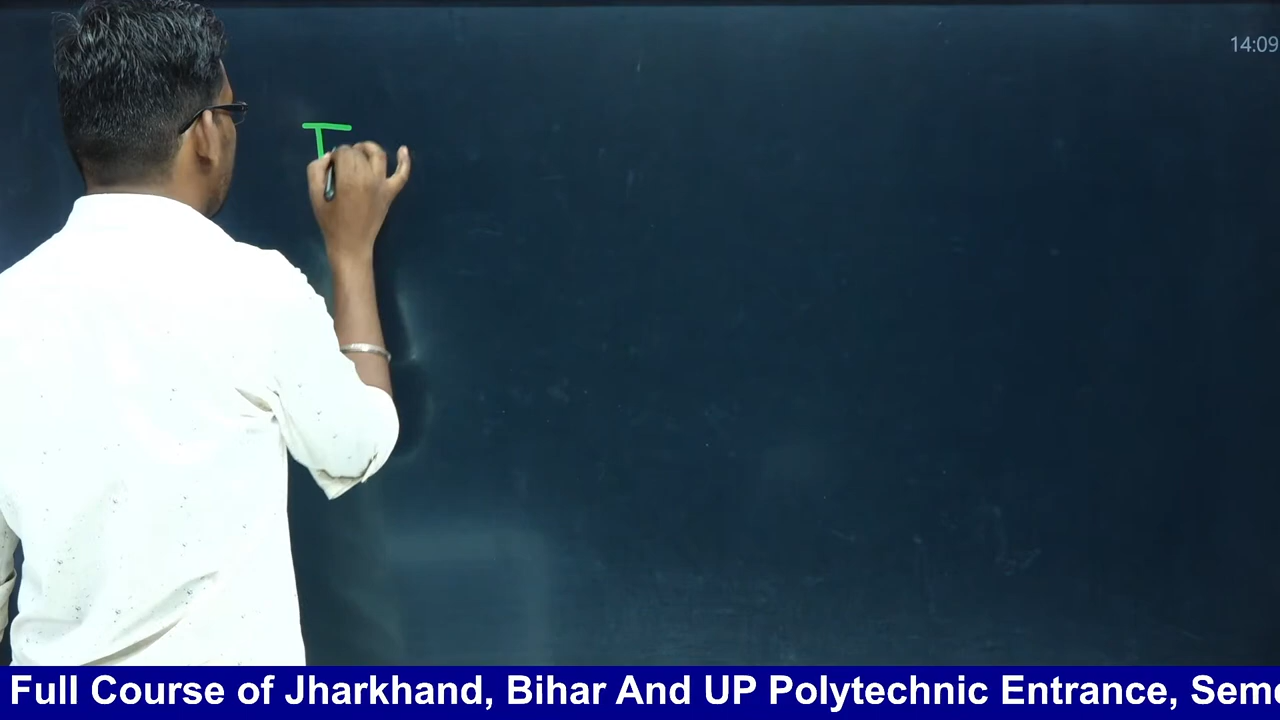 14:09
T
Full Course of Jharkhand, Bihar And UP Polytechnic Entrance, Seme